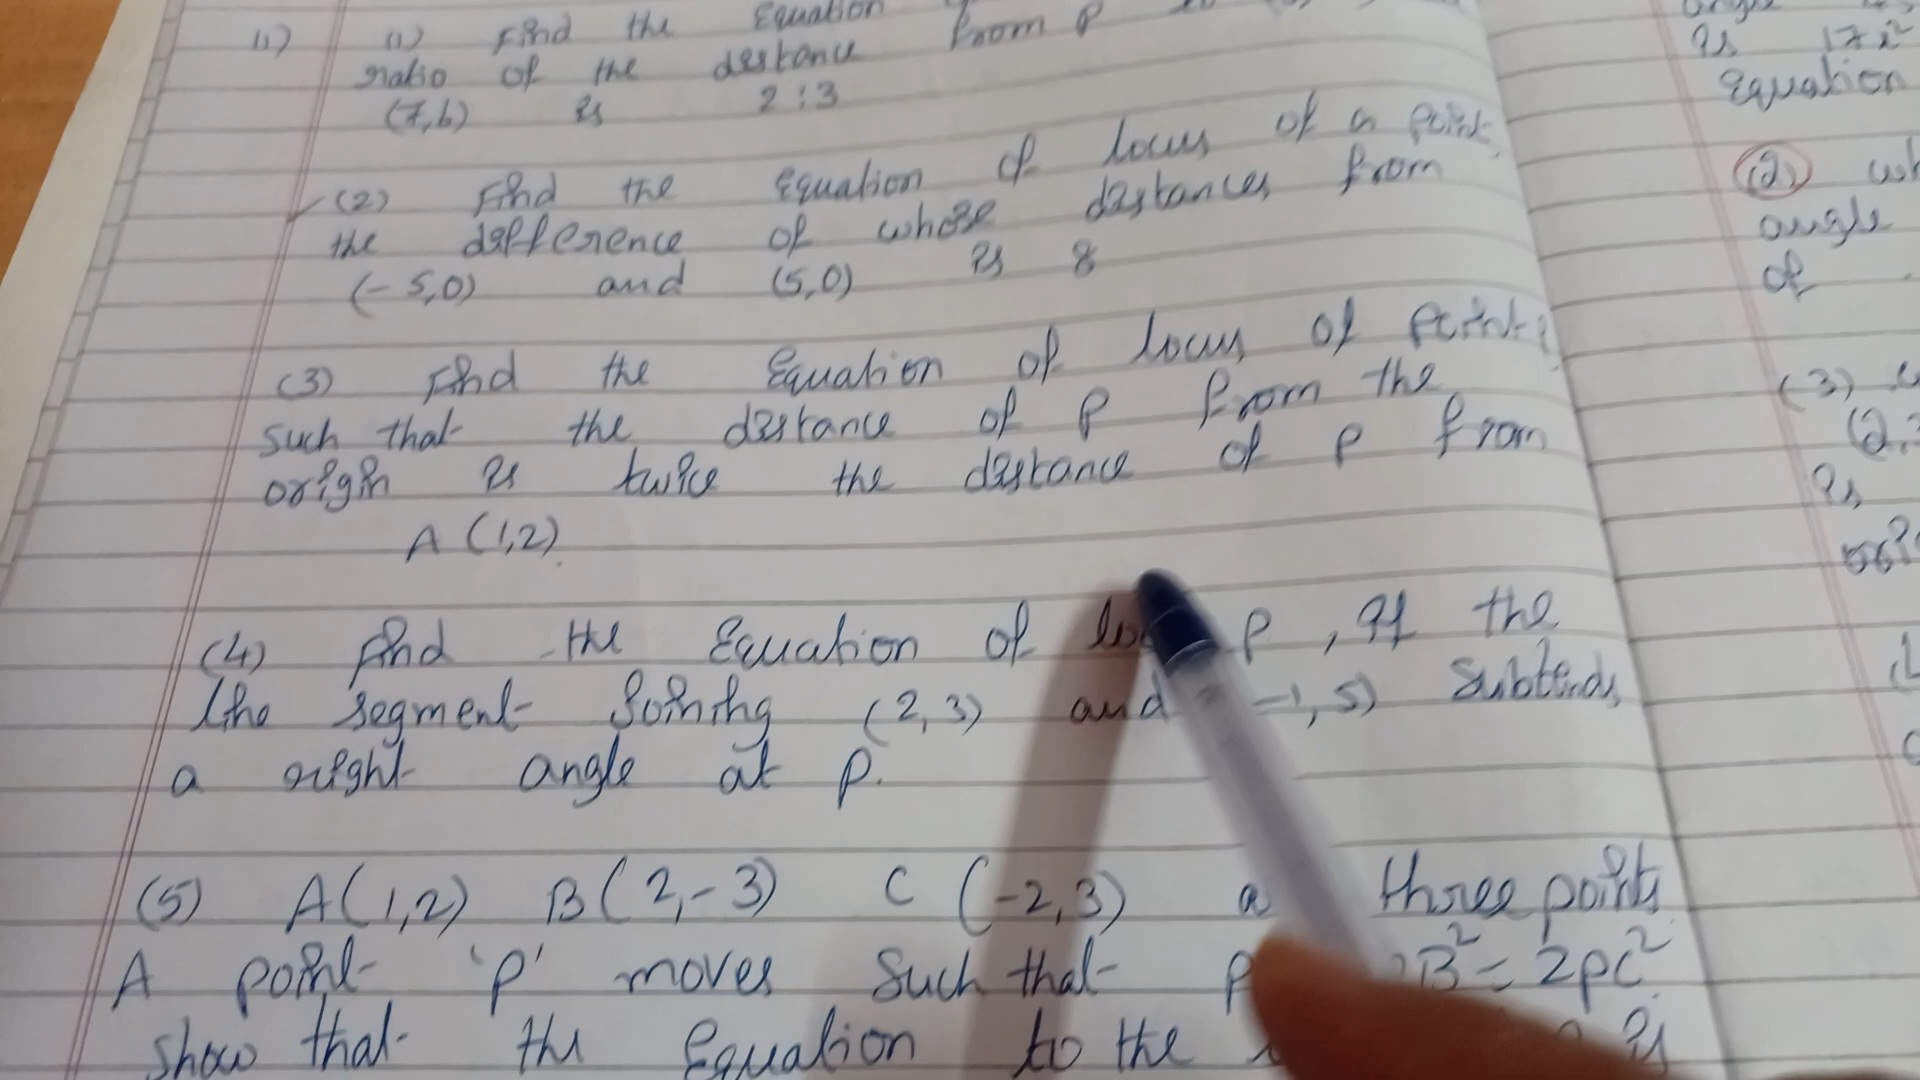 11) (1) Find the Equation
ratio of the distance from P
(7,6) is 2:3
(2) Find the Equation of locus of a point,
the difference of whose distances from
(-5,0) and (5,0) is 8
(3) Find the Equation of locus of point
such that the distance of P from the
origin is twice the distance of P from
A (1,2)
(4) find the Equation of P, if the
line segment joining (2,3) and -1,5) subtends
a right angle at P.
(5) A(1,2) B(2,-3) C (-2,3) three points
A point 'P' moves such that P B² = 2PC²
show that the Equation to the is
angle
is 17x²
Equation
(2)
angle
of
(3)
(2,
is